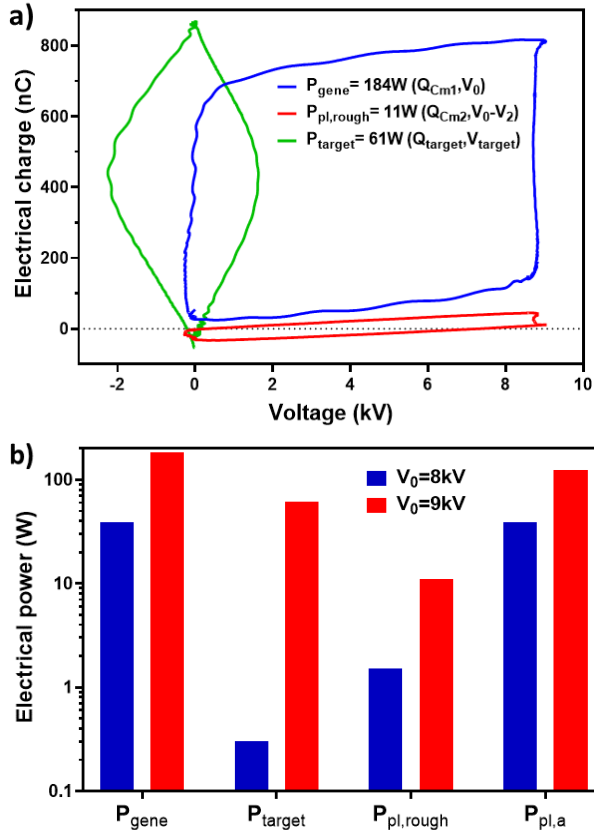 a)
Electrical charge (nC)
800
600
400
200
0
P_gene= 184W (Q_Cm1,V_0)
P_pl,rough= 11W (Q_Cm2,V_0-V_2)
P_target= 61W (Q_target,V_target)
-2 0 2 4 6 8 10
Voltage (kV)
b)
Electrical power (W)
100
10
1
0.1
V_0=8kV
V_0=9kV
P_gene P_target P_pl,rough P_pl,a